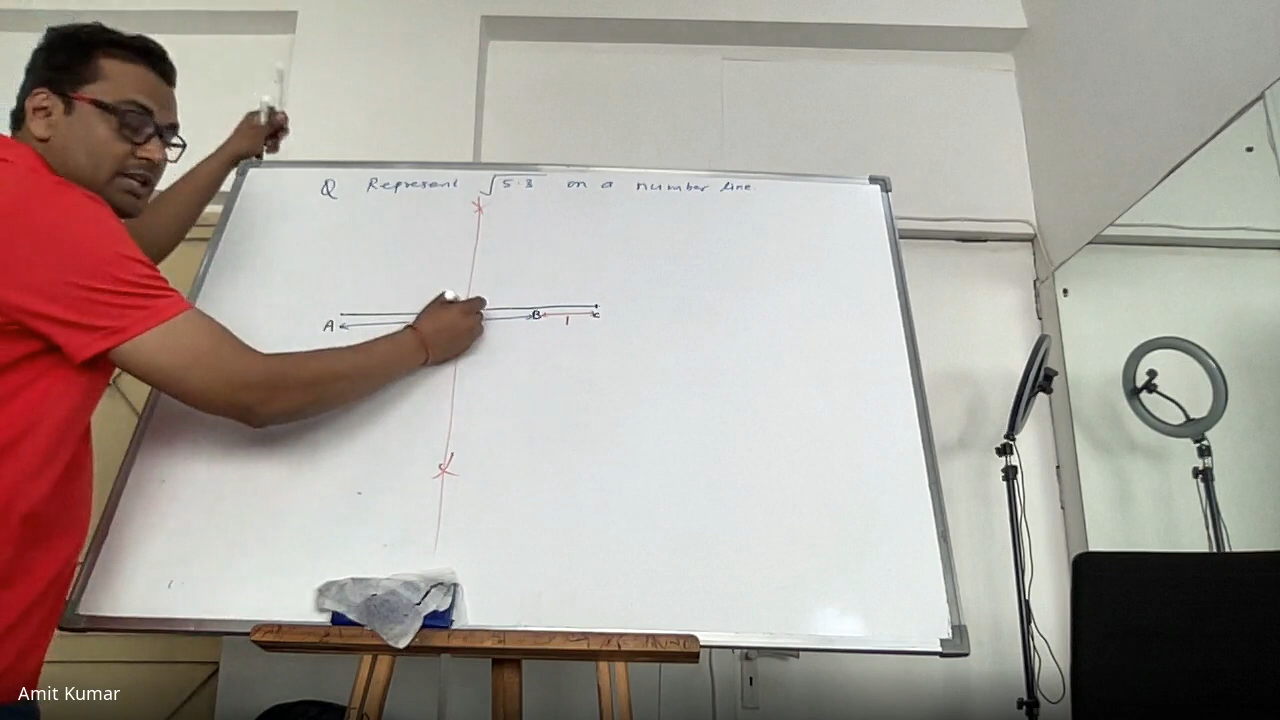 Q Represent √5.3 on a number line.
A B C
1
Amit Kumar